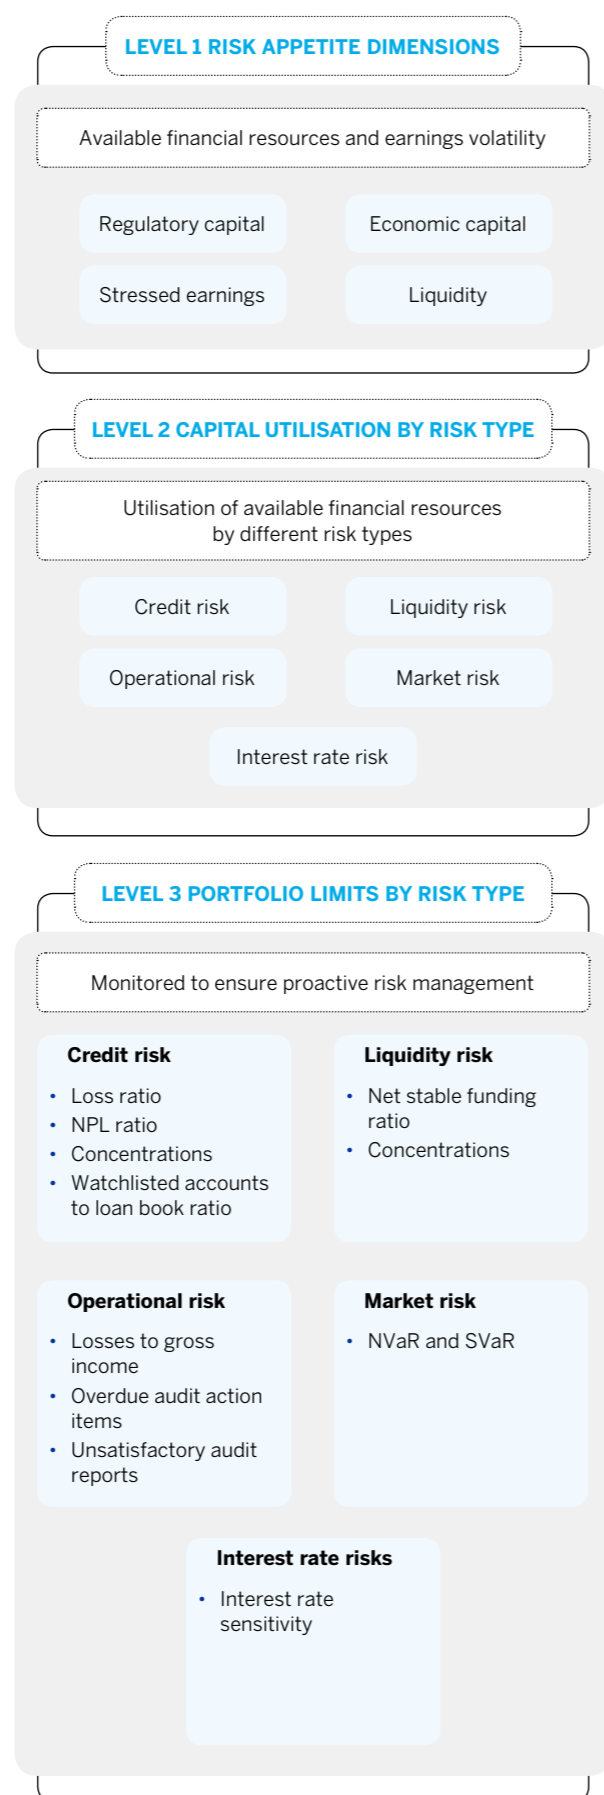 LEVEL 1 RISK APPETITE DIMENSIONS
Available financial resources and earnings volatility
Regulatory capital
Economic capital
Stressed earnings
Liquidity
LEVEL 2 CAPITAL UTILISATION BY RISK TYPE
Utilisation of available financial resources
by different risk types
Credit risk
Liquidity risk
Operational risk
Market risk
Interest rate risk
LEVEL 3 PORTFOLIO LIMITS BY RISK TYPE
Monitored to ensure proactive risk management
Credit risk
• Loss ratio
• NPL ratio
• Concentrations
• Watchlisted accounts
to loan book ratio
Liquidity risk
• Net stable funding
ratio
• Concentrations
Operational risk
• Losses to gross
income
• Overdue audit action
items
• Unsatisfactory audit
reports
Market risk
• NVaR and SVaR
Interest rate risks
• Interest rate
sensitivity